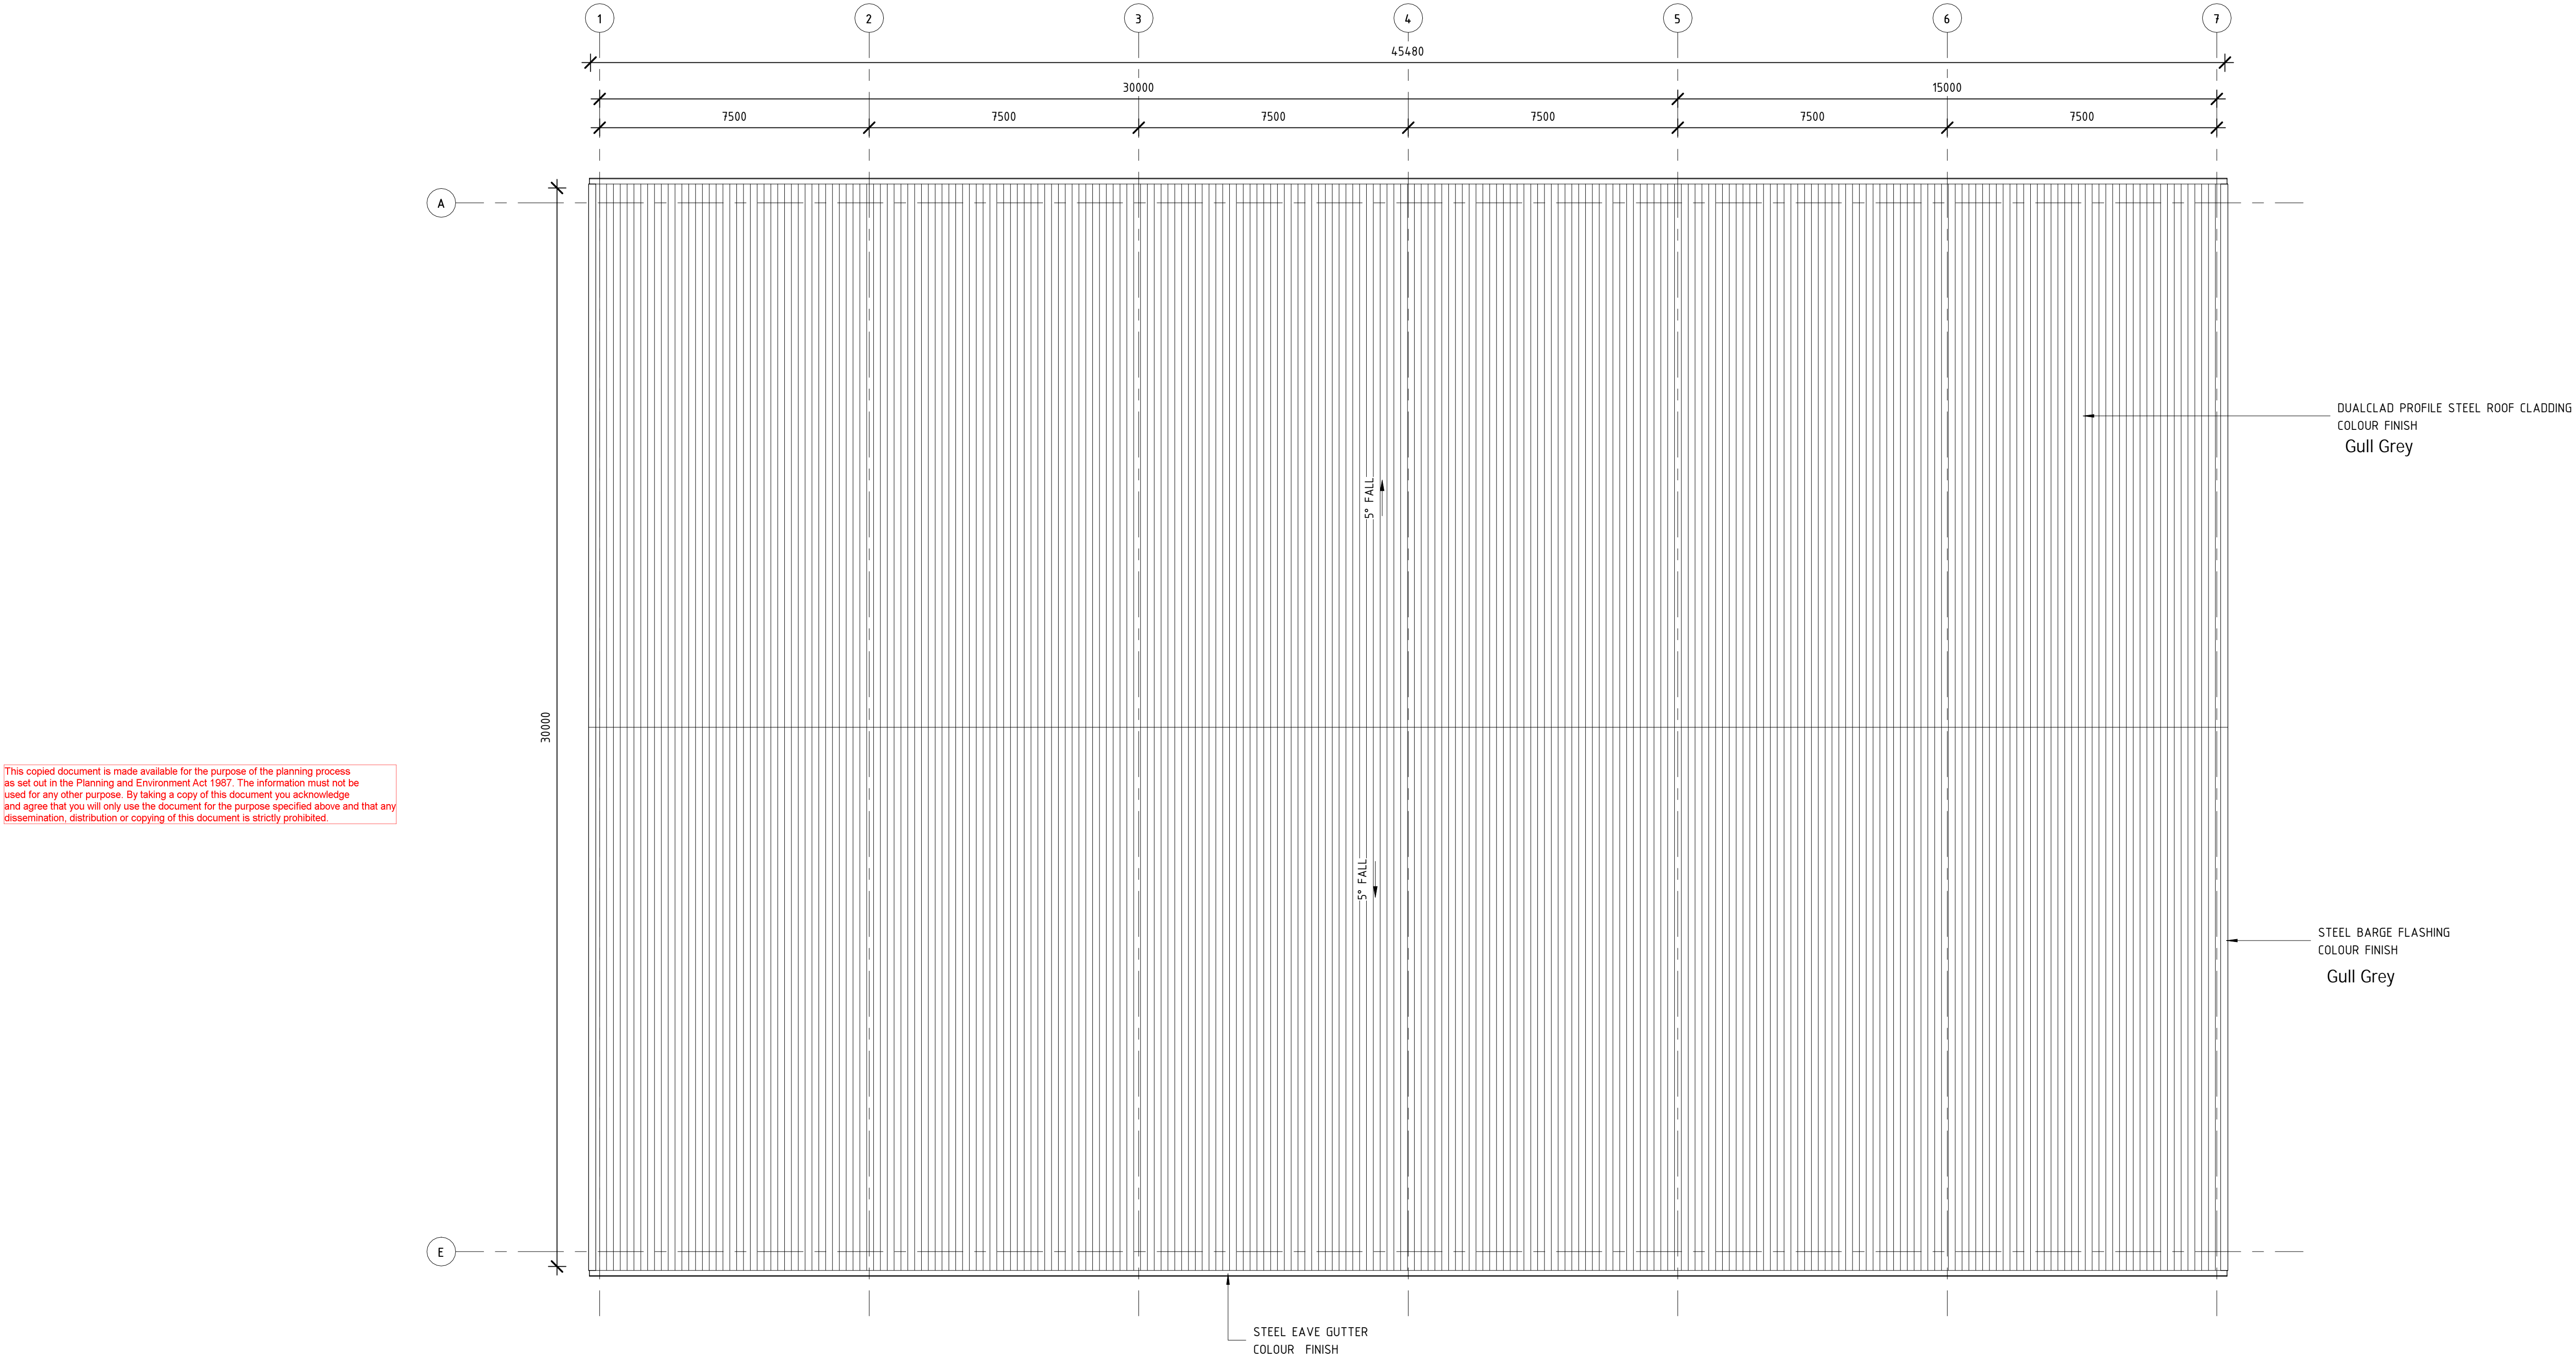 1
2
3
4
5
6
7
45480
30000
15000
7500
7500
7500
7500
7500
7500
A
DUALCLAD PROFILE STEEL ROOF CLADDING
COLOUR FINISH
Gull Grey
5° FALL
30000
This copied document is made available for the purpose of the planning process
as set out in the Planning and Environment Act 1987. The information must not be
used for any other purpose. By taking a copy of this document you acknowledge
and agree that you will only use the document for the purpose specified above and that any
dissemination, distribution or copying of this document is strictly prohibited.
5° FALL
STEEL BARGE FLASHING
COLOUR FINISH
Gull Grey
E
STEEL EAVE GUTTER
COLOUR FINISH